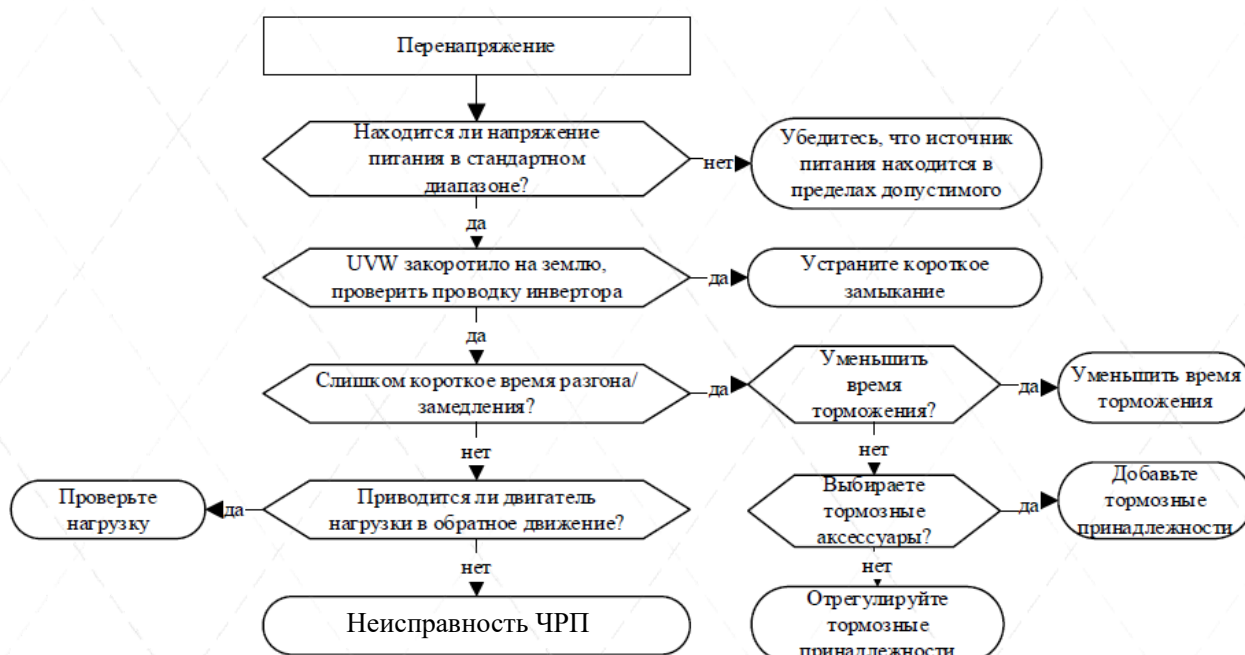 Перенапряжение
Находится ли напряжение
питания в стандартном
диапазоне?
нет
Убедитесь, что источник
питания находится в
пределах допустимого
да
UVW закоротило на землю,
проверить проводку инвертора
да
Устраните короткое
замыкание
да
Слишком короткое время разгона/
замедления?
да
Уменьшить
время
торможения?
да
Уменьшить время
торможения
нет
нет
Проверьте
нагрузку
да
Приводится ли двигатель
нагрузки в обратное движение?
Выбираете
тормозные
аксессуары?
да
Добавьте
тормозные
принадлежности
нет
нет
Неисправность ЧРП
Отрегулируйте
тормозные
принадлежности